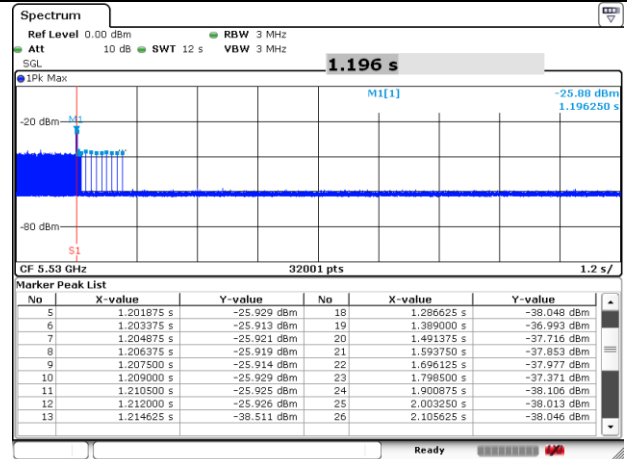 Spectrum
Ref Level 0.00 dBm RBW 3 MHz
Att 10 dB SWT 12 s VBW 3 MHz
SGL
1.196 s
1Pk Max
M1[1] -25.88 dBm
1.196250 s
-20 dBm
M1
-80 dBm
S1
CF 5.53 GHz 32001 pts 1.2 s/
Marker Peak List
No X-value Y-value No X-value Y-value
5 1.201875 s -25.929 dBm 18 1.286625 s -38.048 dBm
6 1.203375 s -25.913 dBm 19 1.389000 s -36.993 dBm
7 1.204875 s -25.921 dBm 20 1.491375 s -37.716 dBm
8 1.206375 s -25.919 dBm 21 1.593750 s -37.853 dBm
9 1.207500 s -25.914 dBm 22 1.696125 s -37.977 dBm
10 1.209000 s -25.929 dBm 23 1.798500 s -37.371 dBm
11 1.210500 s -25.925 dBm 24 1.900875 s -38.106 dBm
12 1.212000 s -25.926 dBm 25 2.003250 s -38.013 dBm
13 1.214625 s -38.511 dBm 26 2.105625 s -38.046 dBm
Ready